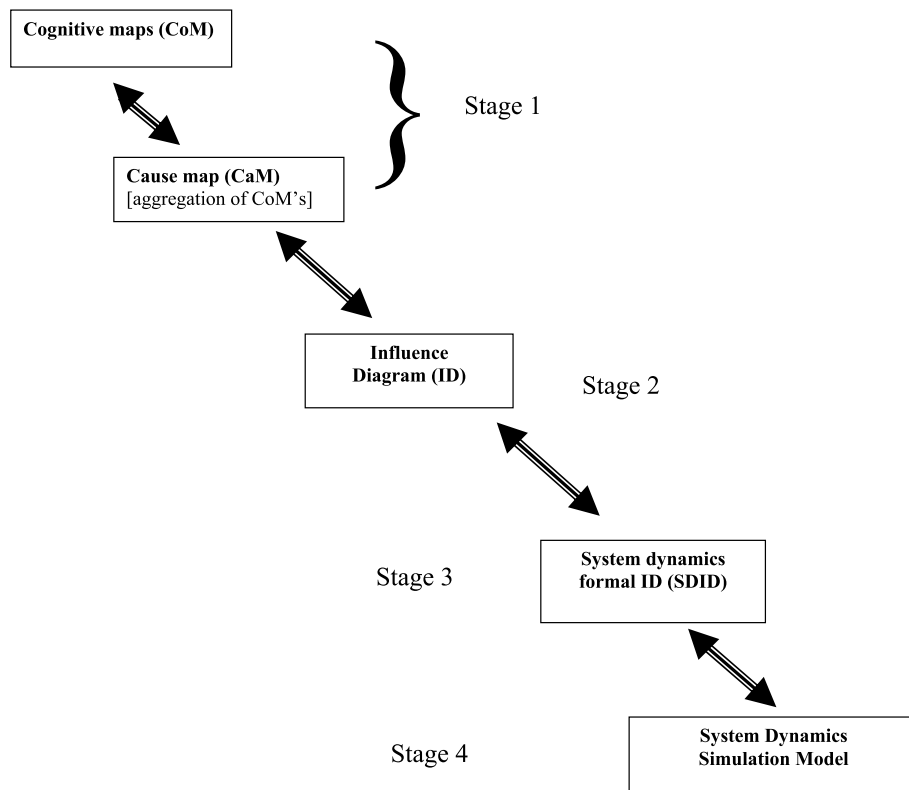 Cognitive maps (CoM)
Stage 1
Cause map (CaM)
[aggregation of CoM's]
Influence
Diagram (ID)
Stage 2
System dynamics
formal ID (SDID)
Stage 3
System Dynamics
Simulation Model
Stage 4